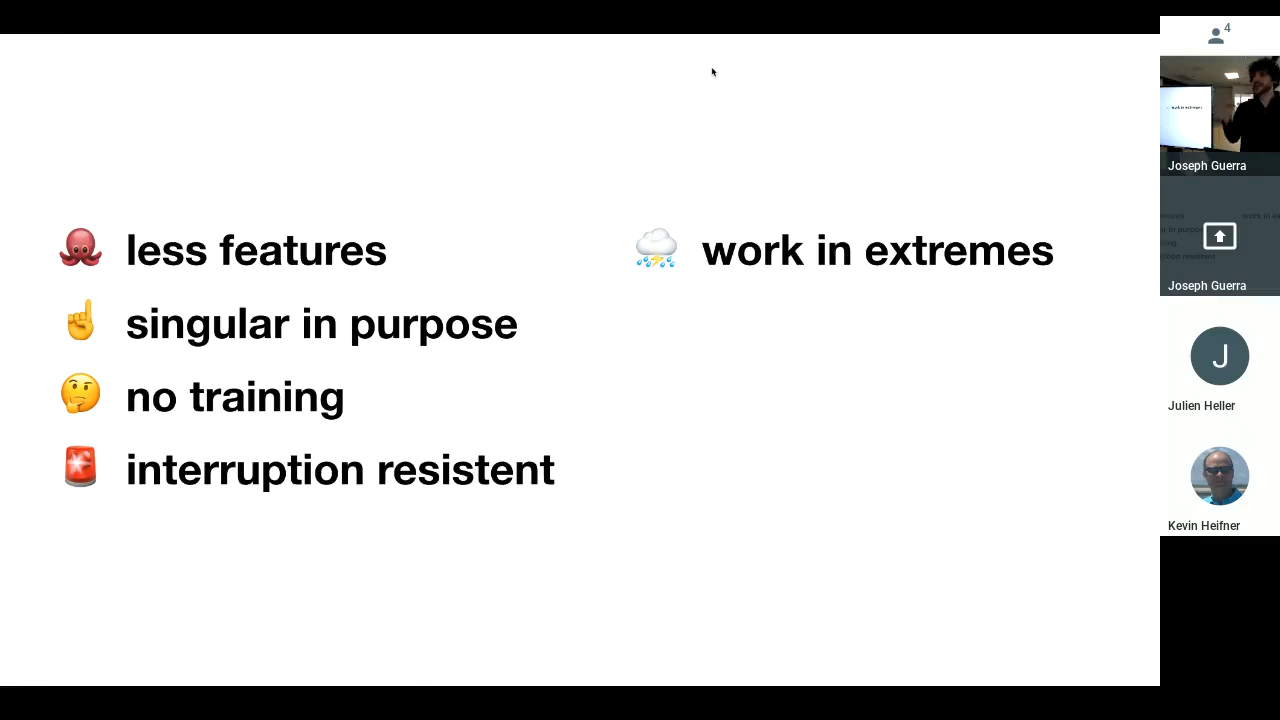 4
less features
singular in purpose
no training
interruption resistent
work in extremes
Joseph Guerra
Joseph Guerra
J
Julien Heller
Kevin Heifner